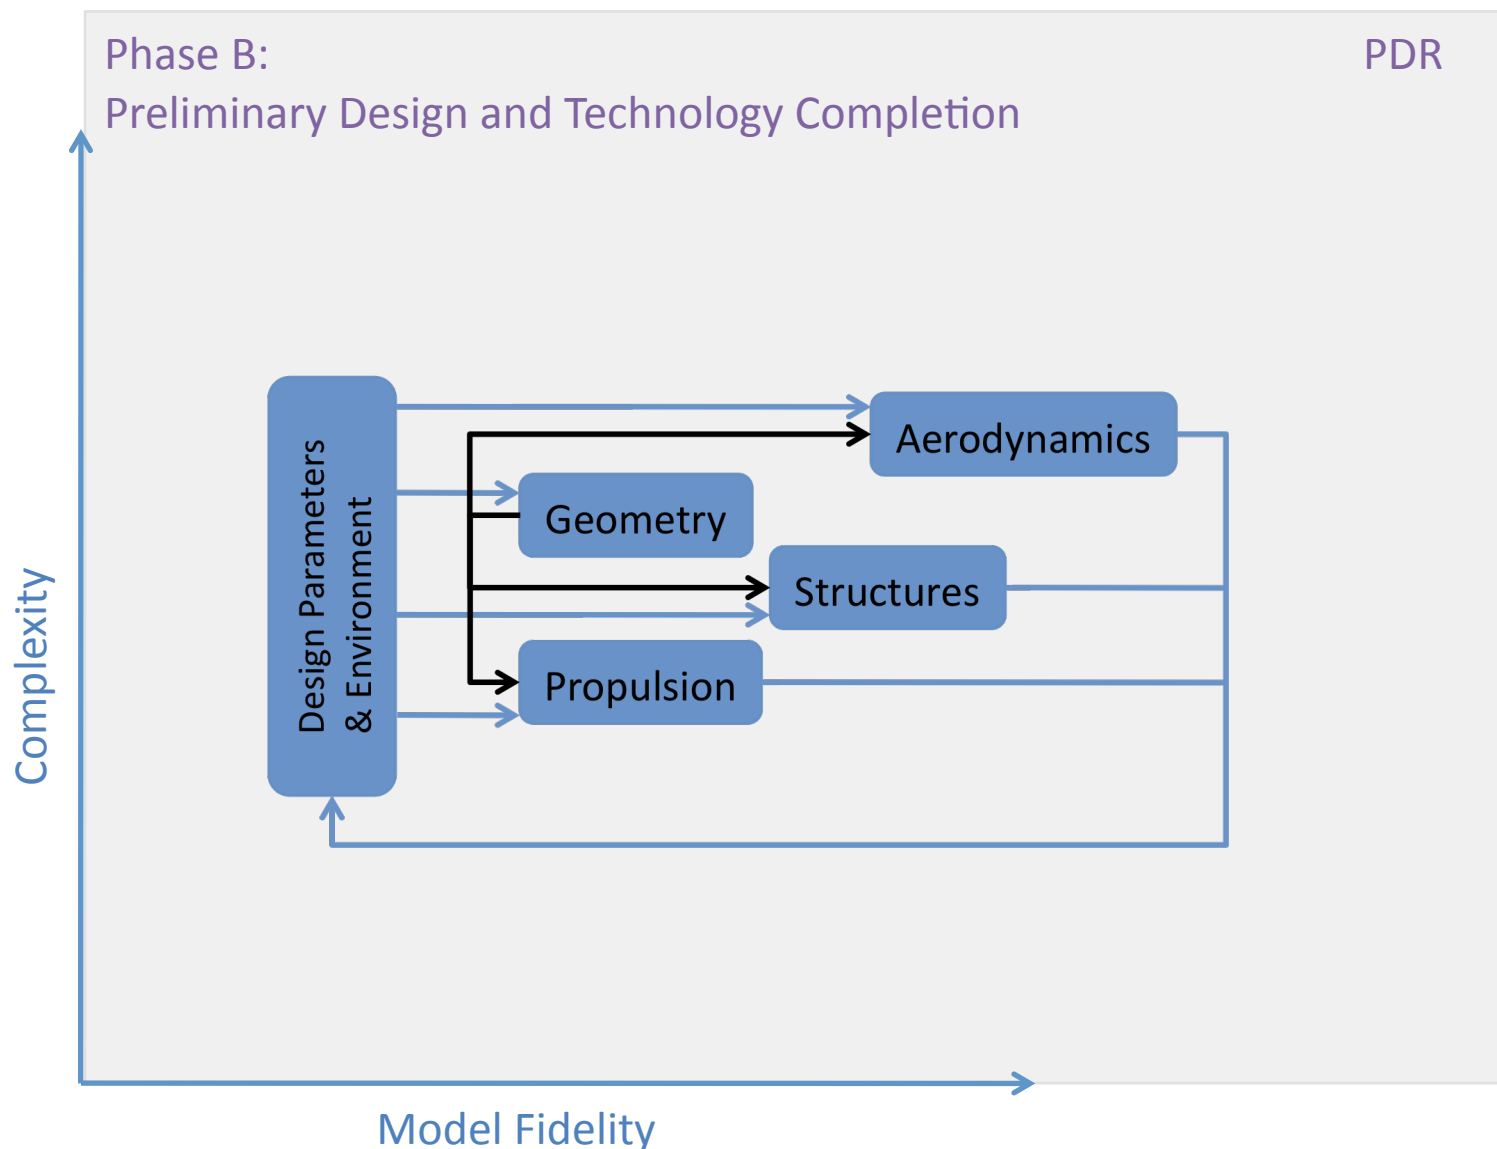 Phase B:
PDR
Preliminary Design and Technology Completion
Complexity
Design Parameters
& Environment
Aerodynamics
Geometry
Structures
Propulsion
Model Fidelity